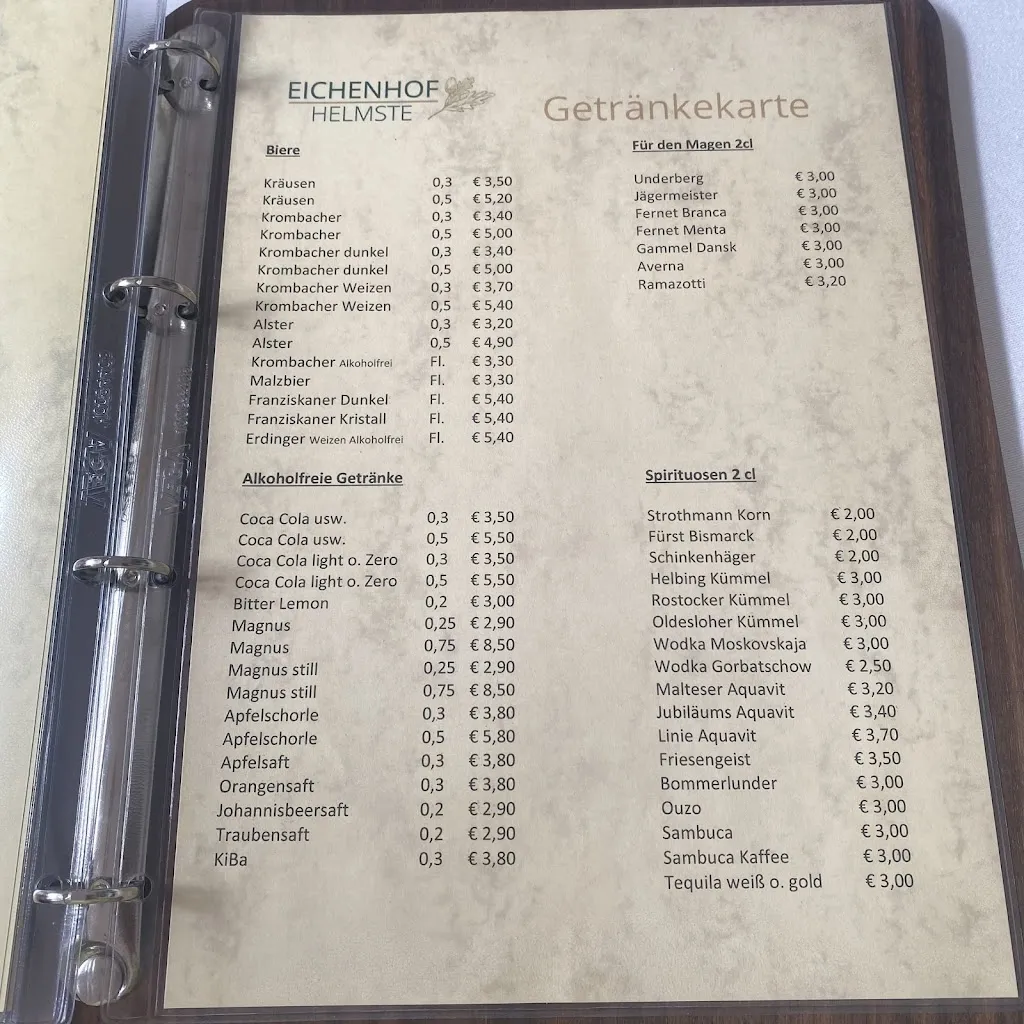 EICHENHOF
HELMSTE
Getränkekarte
Biere
Kräusen 0,3 € 3,50
Kräusen 0,5 € 5,20
Krombacher 0,3 € 3,40
Krombacher 0,5 € 5,00
Krombacher dunkel 0,3 € 3,40
Krombacher dunkel 0,5 € 5,00
Krombacher Weizen 0,3 € 3,70
Krombacher Weizen 0,5 € 5,40
Alster 0,3 € 3,20
Alster 0,5 € 4,90
Krombacher Alkoholfrei Fl. € 3,30
Malzbier Fl. € 3,30
Franziskaner Dunkel Fl. € 5,40
Franziskaner Kristall Fl. € 5,40
Erdinger Weizen Alkoholfrei Fl. € 5,40
Für den Magen 2cl
Underberg € 3,00
Jägermeister € 3,00
Fernet Branca € 3,00
Fernet Menta € 3,00
Gammel Dansk € 3,00
Averna € 3,00
Ramazotti € 3,20
Alkoholfreie Getränke
Coca Cola usw. 0,3 € 3,50
Coca Cola usw. 0,5 € 5,50
Coca Cola light o. Zero 0,3 € 3,50
Coca Cola light o. Zero 0,5 € 5,50
Bitter Lemon 0,2 € 3,00
Magnus 0,25 € 2,90
Magnus 0,75 € 8,50
Magnus still 0,25 € 2,90
Magnus still 0,75 € 8,50
Apfelschorle 0,3 € 3,80
Apfelschorle 0,5 € 5,80
Apfelsaft 0,3 € 3,80
Orangensaft 0,3 € 3,80
Johannisbeersaft 0,2 € 2,90
Traubensaft 0,2 € 2,90
KiBa 0,3 € 3,80
Spirituosen 2 cl
Strothmann Korn € 2,00
Fürst Bismarck € 2,00
Schinkenhäger € 2,00
Helbing Kümmel € 3,00
Rostocker Kümmel € 3,00
Oldesloher Kümmel € 3,00
Wodka Moskovskaja € 3,00
Wodka Gorbatschow € 2,50
Malteser Aquavit € 3,20
Jubiläums Aquavit € 3,40
Linie Aquavit € 3,70
Friesengeist € 3,50
Bommerlunder € 3,00
Ouzo € 3,00
Sambuca € 3,00
Sambuca Kaffee € 3,00
Tequila weiß o. gold € 3,00